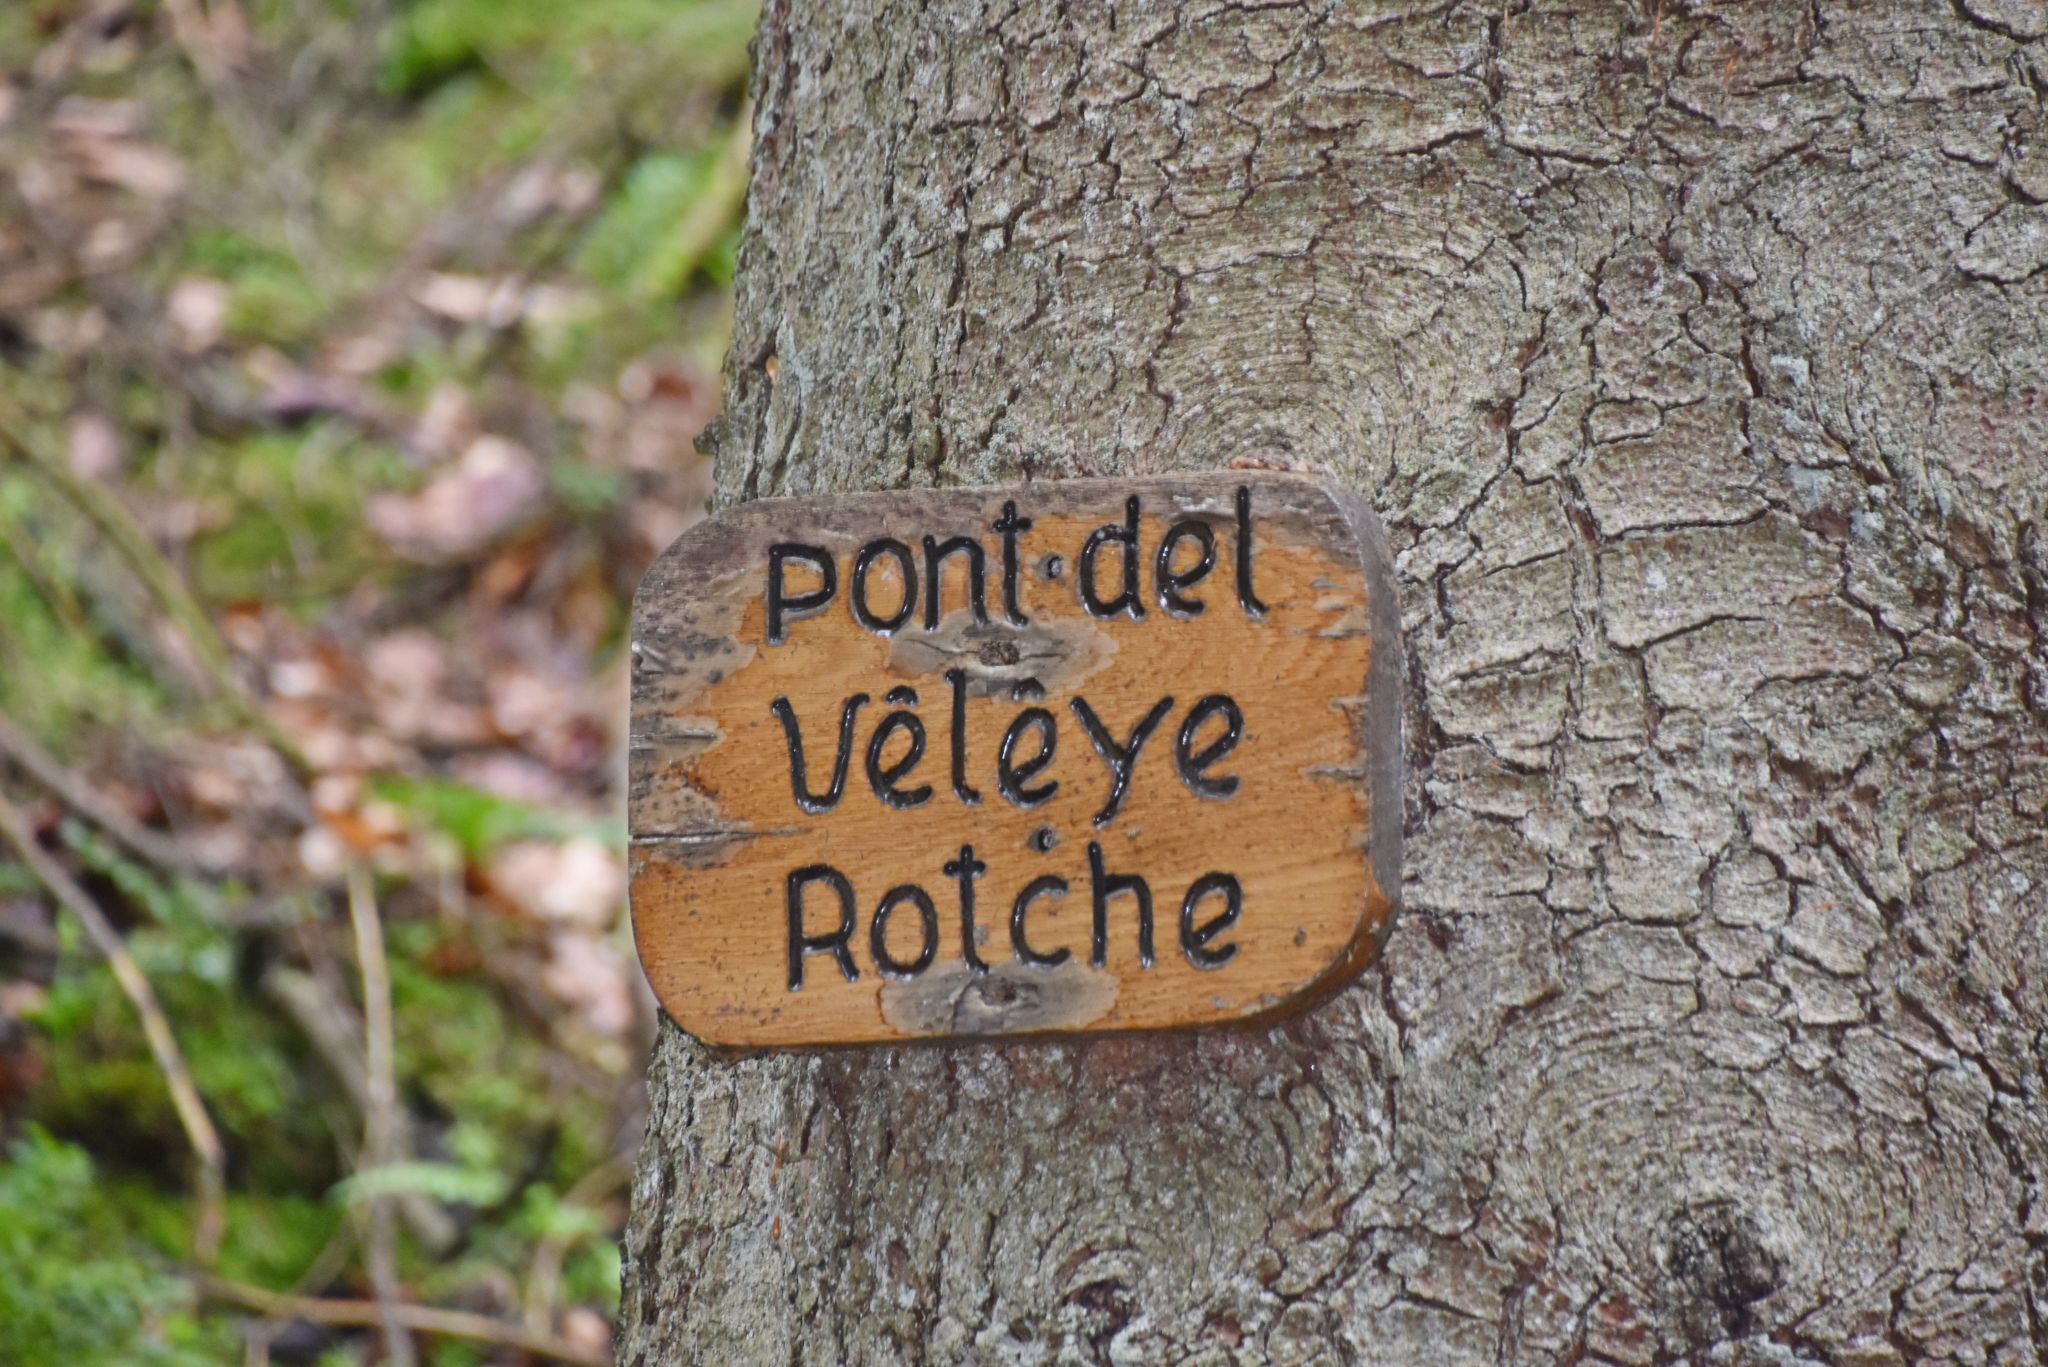 Pont del
Vêlêye
Rotche